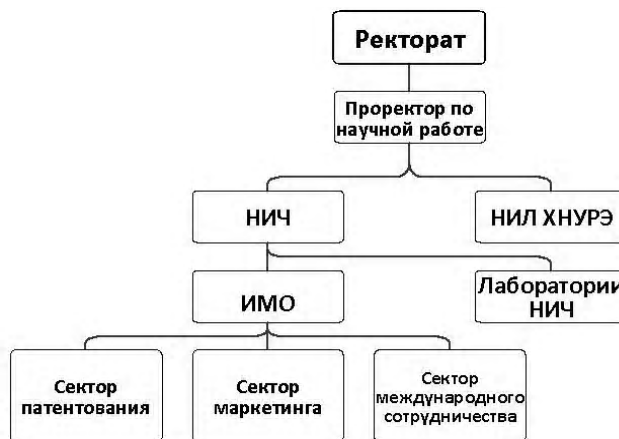 Ректорат
Проректор по
научной работе
НИЧ
НИЛ ХНУРЭ
ИМО
Лаборатории
НИЧ
Сектор
патентования
Сектор
маркетинга
Сектор
международного
сотрудничества